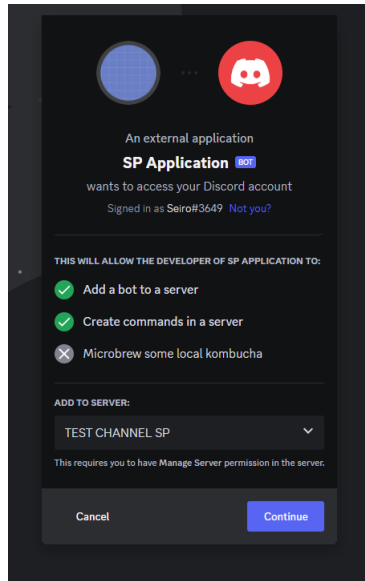 An external application
SP Application BOT
wants to access your Discord account
Signed in as Seiro#3649 Not you?
THIS WILL ALLOW THE DEVELOPER OF SP APPLICATION TO:
Add a bot to a server
Create commands in a server
Microbrew some local kombucha
ADD TO SERVER:
TEST CHANNEL SP
This requires you to have Manage Server permission in the server.
Cancel
Continue